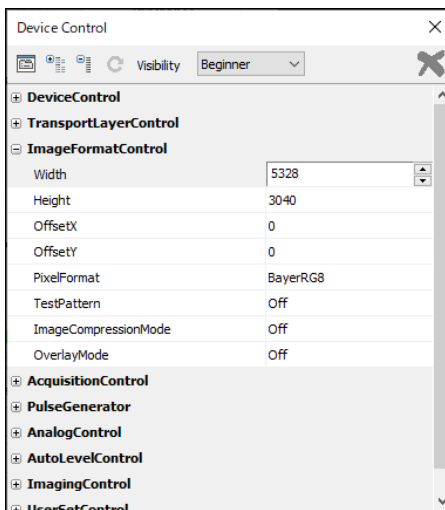 Device Control
Visibility Beginner
DeviceControl
TransportLayerControl
ImageFormatControl
Width 5328
Height 3040
OffsetX 0
OffsetY 0
PixelFormat BayerRG8
TestPattern Off
ImageCompressionMode Off
OverlayMode Off
AcquisitionControl
PulseGenerator
AnalogControl
AutoLevelControl
ImagingControl
UserSetControl